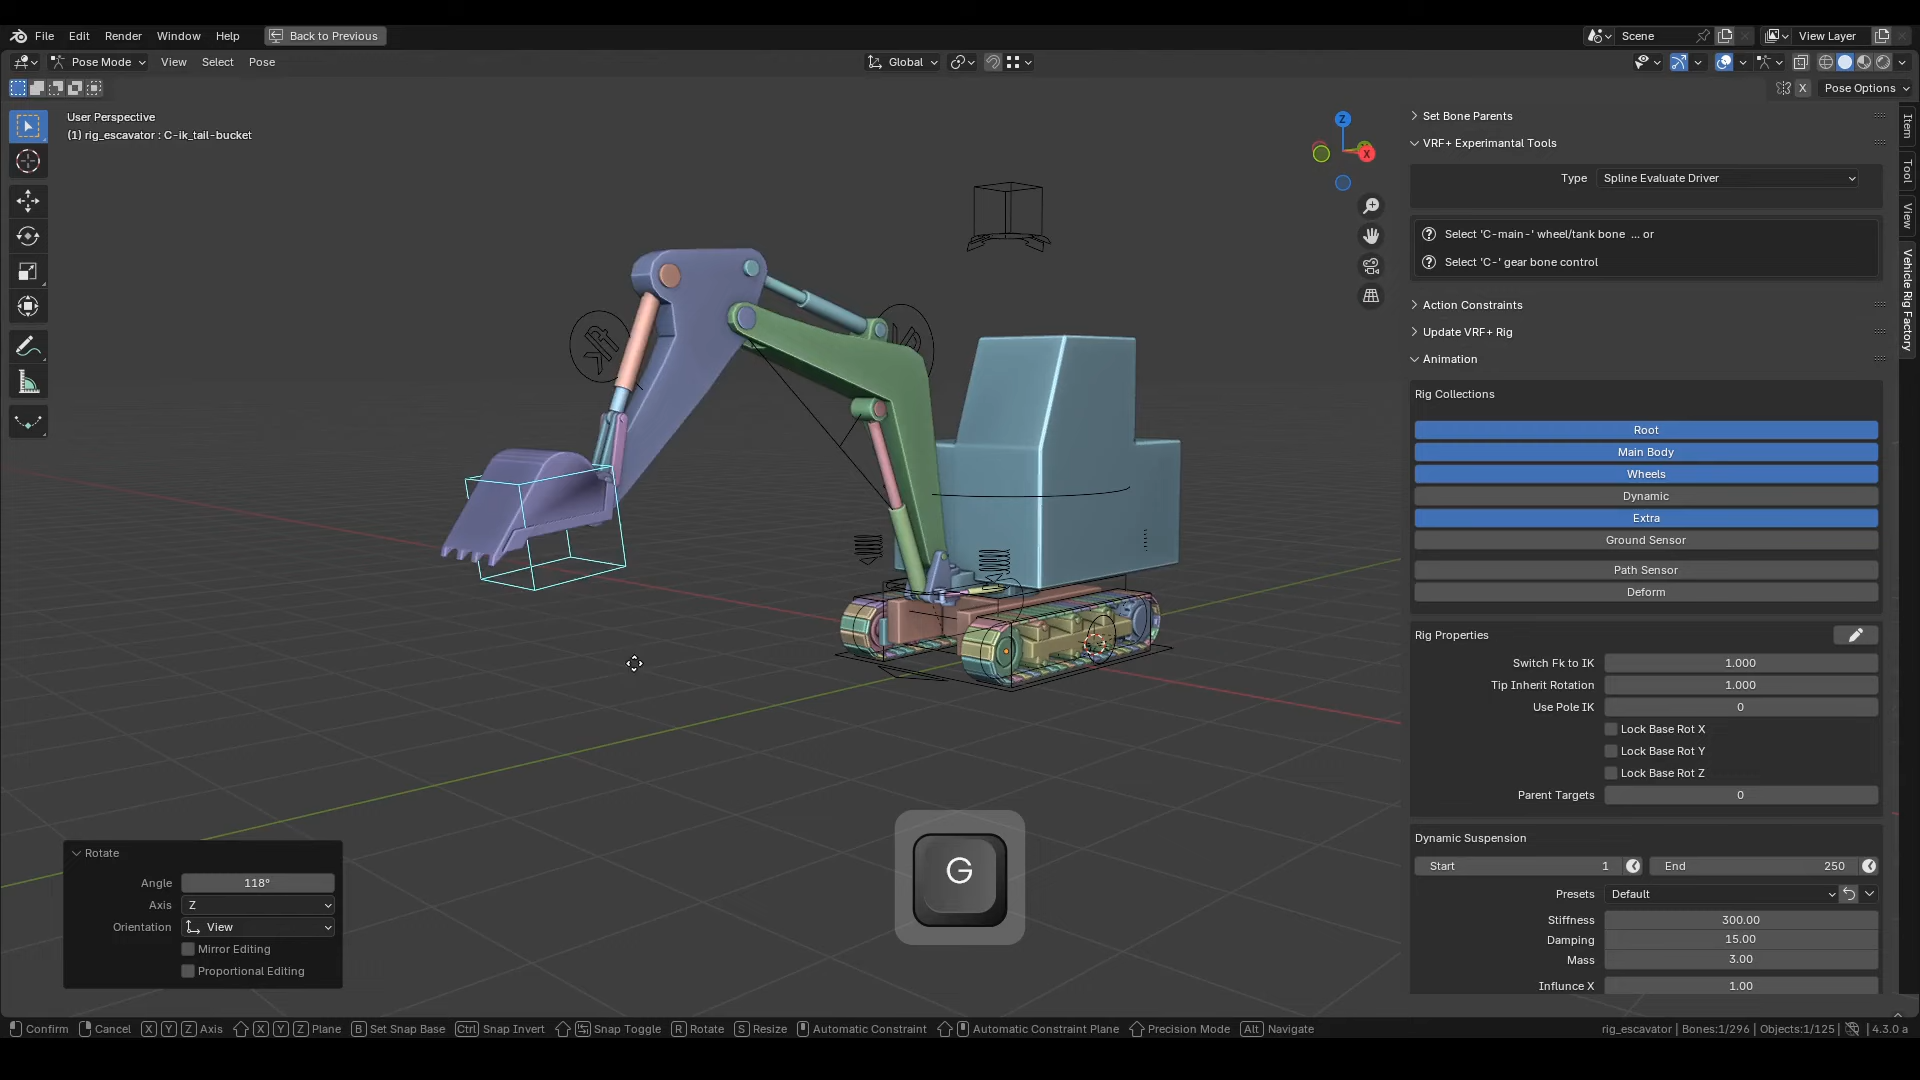 File Edit Render Window Help Back to Previous Scene View Layer
Pose Mode View Select Pose Global
X Pose Options
User Perspective
(1) rig_escavator : C-ik_tail-bucket
Z
X
Set Bone Parents
VRF+ Experimantal Tools
Type Spline Evaluate Driver
Select 'C-main-' wheel/tank bone ... or
Select 'C-' gear bone control
Action Constraints
Update VRF+ Rig
Animation
Rig Collections
Root
Main Body
Wheels
Dynamic
Extra
Ground Sensor
Path Sensor
Deform
Rig Properties
Switch Fk to IK 1.000
Tip Inherit Rotation 1.000
Use Pole IK 0
Lock Base Rot X
Lock Base Rot Y
Lock Base Rot Z
Parent Targets 0
Dynamic Suspension
Start 1 End 250
Presets Default
Stiffness 300.00
Damping 15.00
Mass 3.00
Influnce X 1.00
Item
Tool
View
Vehicle Rig Factory
Rotate
Angle 118°
Axis Z
Orientation View
Mirror Editing
Proportional Editing
G
Confirm Cancel X Y Z Axis X Y Z Plane B Set Snap Base Ctrl Snap Invert Snap Toggle R Rotate S Resize Automatic Constraint Automatic Constraint Plane Precision Mode Alt Navigate rig_escavator | Bones:1/296 | Objects:1/125 | 4.3.0 a